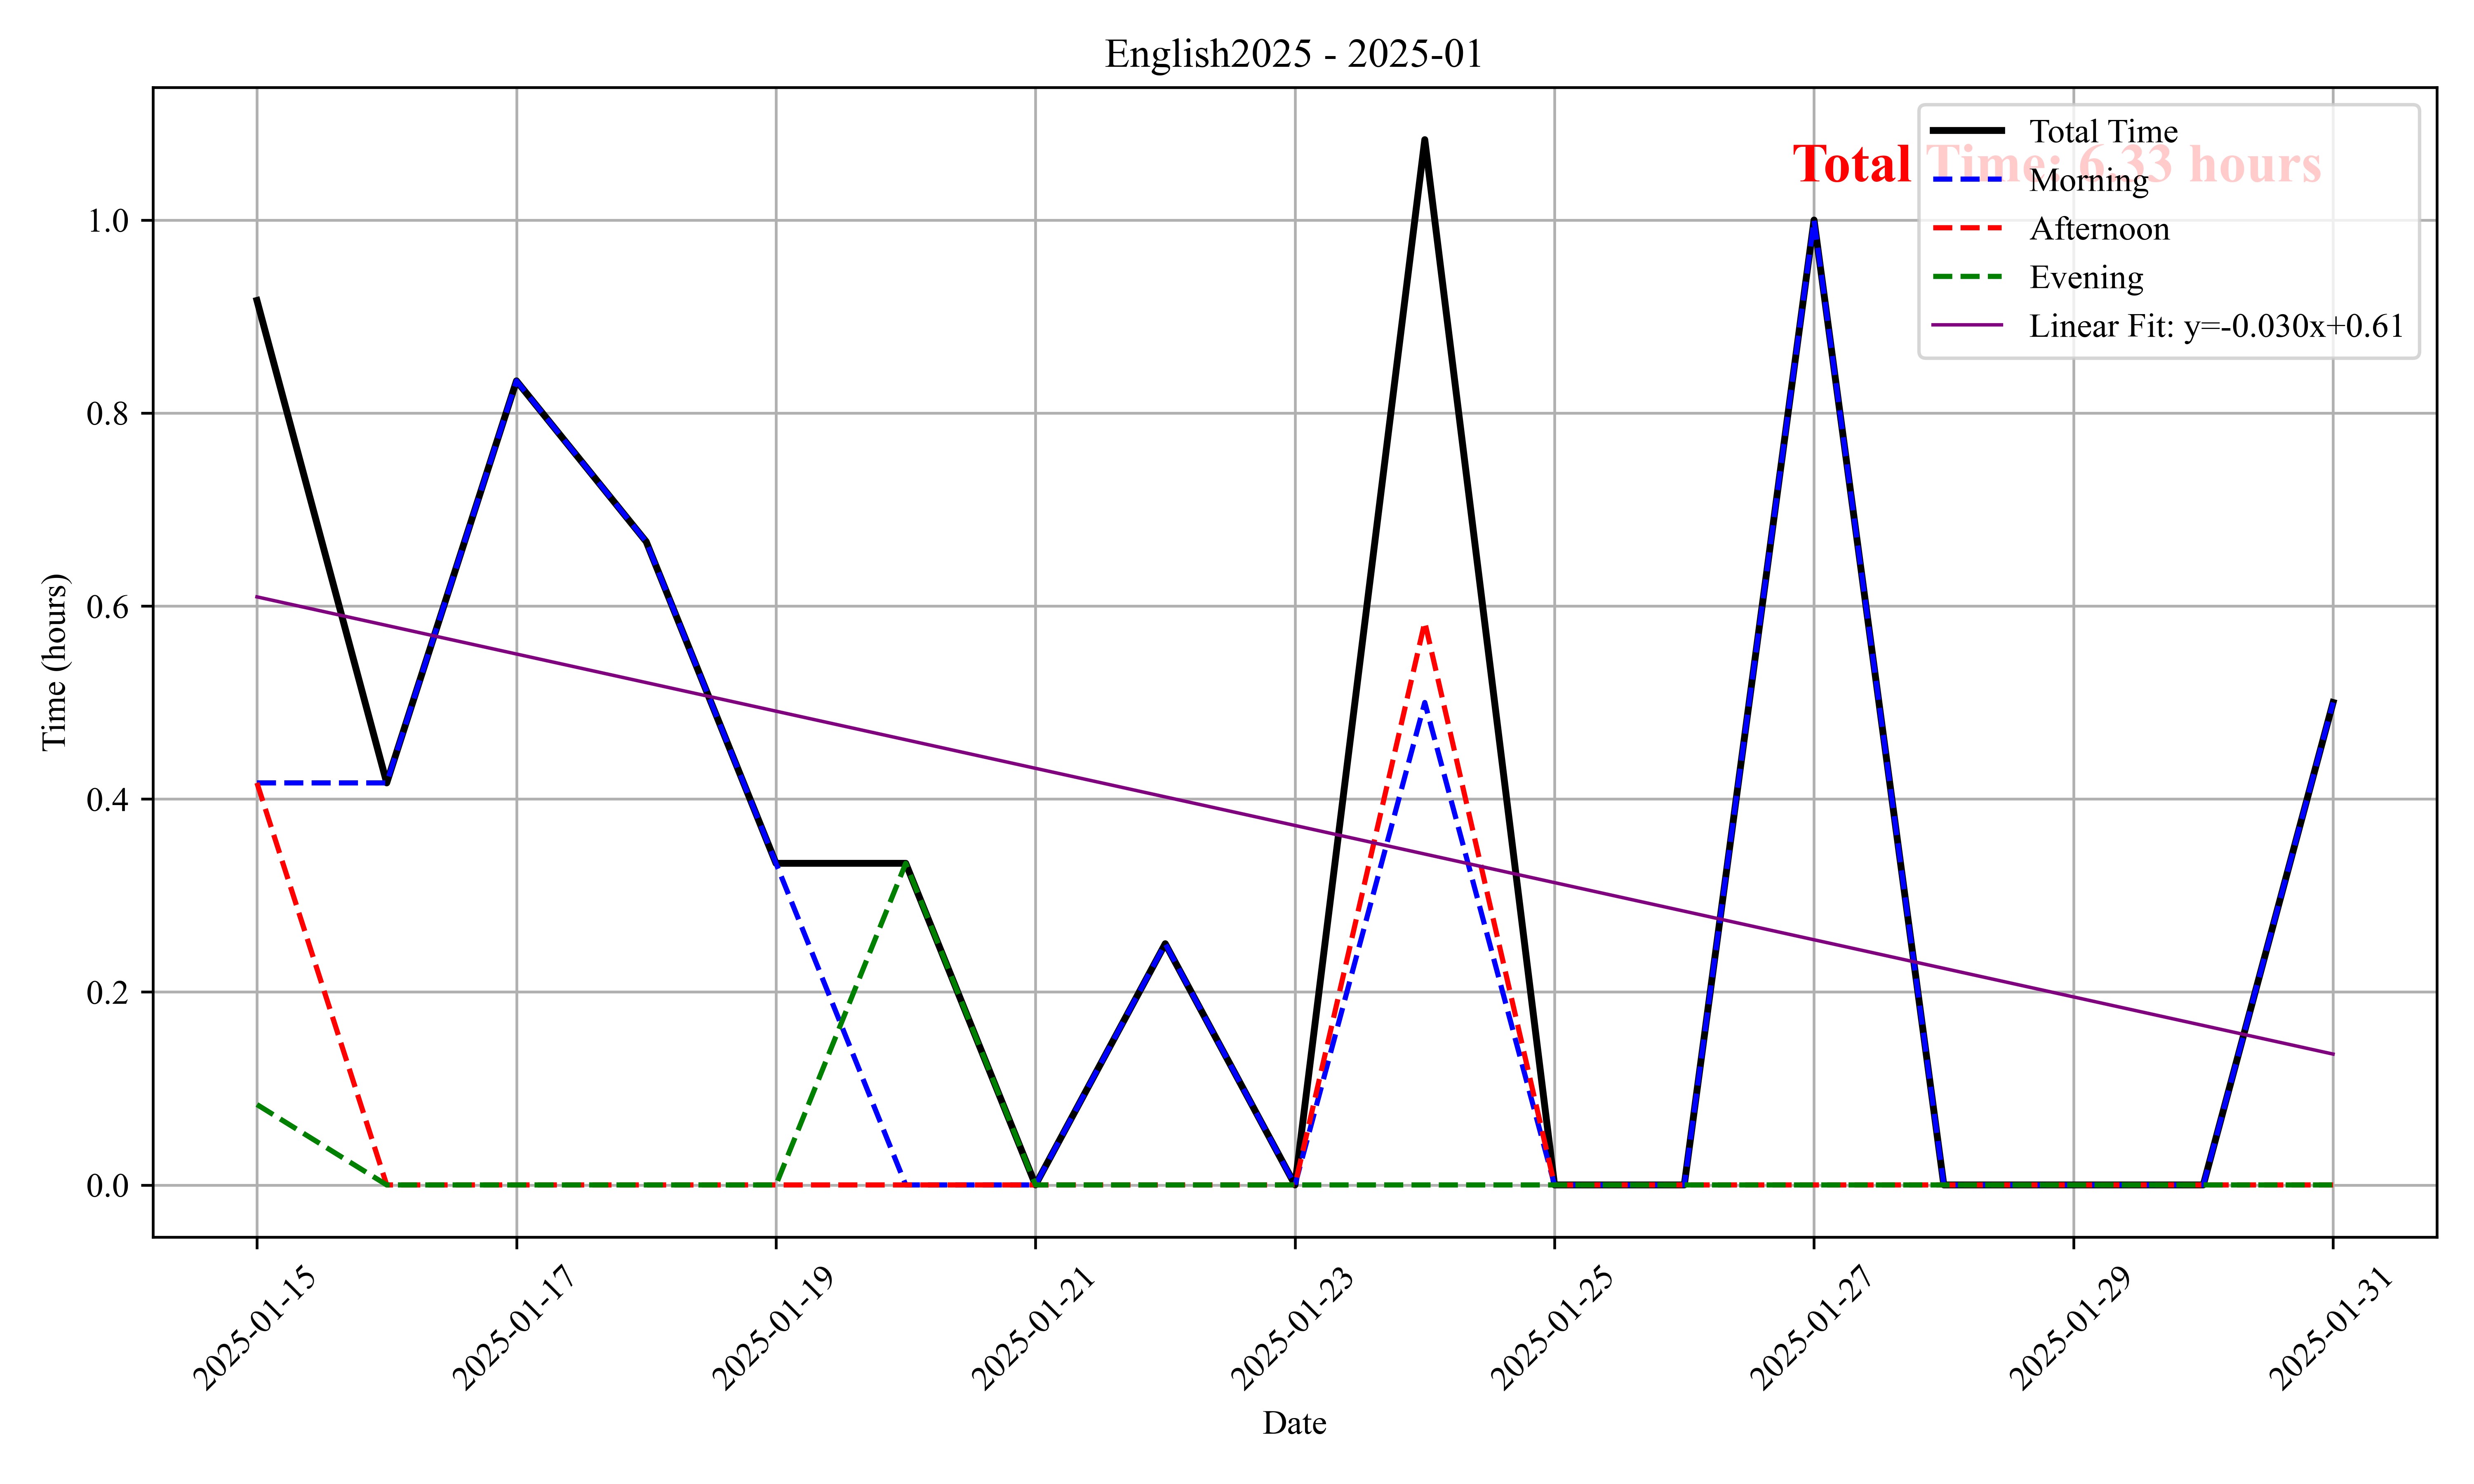 English2025 - 2025-01
Total Time: 6.33 hours
Total Time
Morning
Afternoon
Evening
Linear Fit: y=-0.030x+0.61
Time (hours)
1.0
0.8
0.6
0.4
0.2
0.0
2025-01-15
2025-01-17
2025-01-19
2025-01-21
2025-01-23
2025-01-25
2025-01-27
2025-01-29
2025-01-31
Date